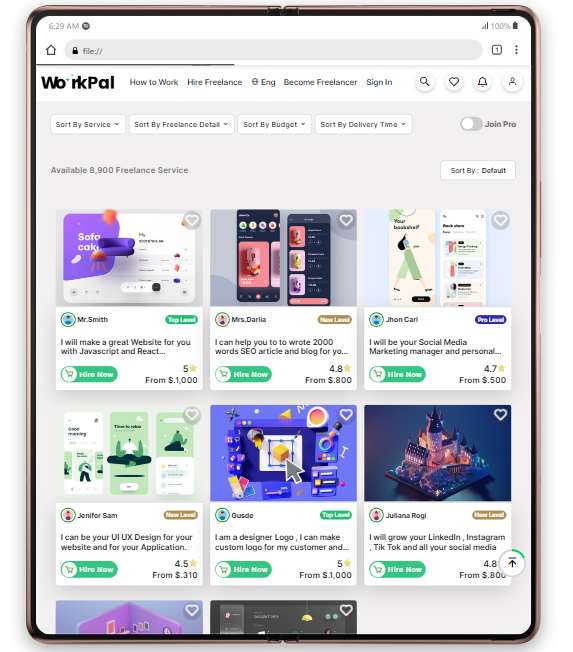 6:29 AM
100%
file://
1
WorkPal
How to Work Hire Freelance Eng Become Freelancer Sign In
Sort By Service Sort By Freelance Detail Sort By Budget Sort By Delivery Time Join Pro
Available 8,900 Freelance Service
Sort By : Default
Sofa
cake
My
storehouse
Your
bookshelf
Book store
Mr.Smith Top Level
Mrs.Darlia New Level
Jhon Carl Pro Level
I will make a great Website for you
with Javascript and React...
I can help you to to wrote 2000
words SEO article and blog for yo...
I will be your Social Media
Marketing manager and personal...
Hire Now 5
From $.1,000
Hire Now 4.8
From $.800
Hire Now 4.7
From $.500
Good
morning
Time to relax
Jenifer Sam New Level
Gusde Top Level
Juliana Rogi New Level
I can be your UI UX Design for your
website and for your Application.
I am a designer Logo , I can make
custom logo for my customer and...
I will grow your LinkedIn , Instagram
, Tik Tok and all your social media
Hire Now 4.5
From $.310
Hire Now 5
From $.1,000
Hire Now 4.8
From $.800
Google home